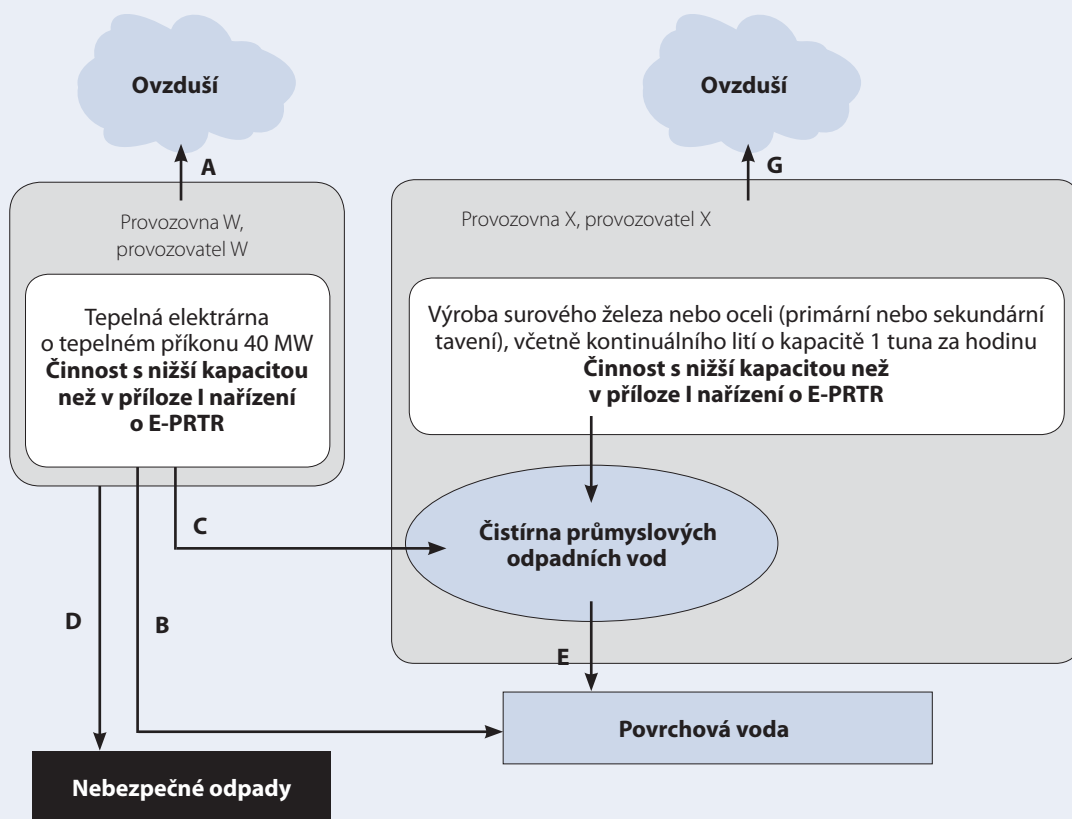 Ovzduší
Ovzduší
A
G
Provozovna W,
provozovatel W
Provozovna X, provozovatel X
Tepelná elektrárna
o tepelném příkonu 40 MW
Činnost s nižší kapacitou
než v příloze I nařízení
o E-PRTR
Výroba surového železa nebo oceli (primární nebo sekundární
tavení), včetně kontinuálního lití o kapacitě 1 tuna za hodinu
Činnost s nižší kapacitou než
v příloze I nařízení o E-PRTR
C
Čistírna průmyslových
odpadních vod
D
B
E
Povrchová voda
Nebezpečné odpady